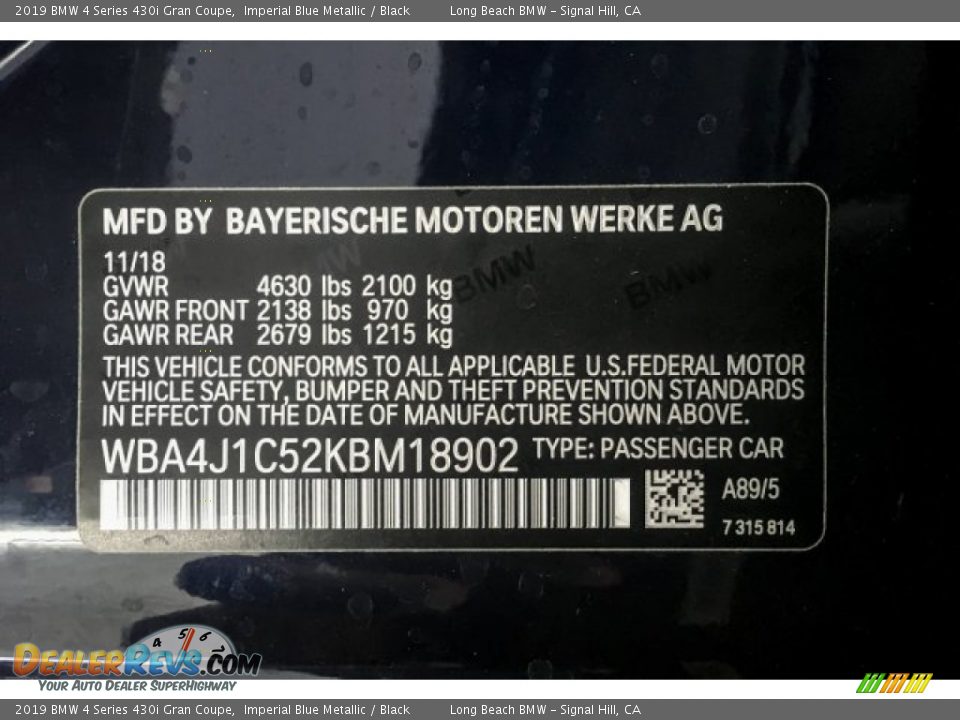 2019 BMW 4 Series 430i Gran Coupe, Imperial Blue Metallic / Black Long Beach BMW - Signal Hill, CA
MFD BY BAYERISCHE MOTOREN WERKE AG
11/18
GVWR 4630 lbs 2100 kg
GAWR FRONT 2138 lbs 970 kg
GAWR REAR 2679 lbs 1215 kg
BMW BMW
THIS VEHICLE CONFORMS TO ALL APPLICABLE U.S.FEDERAL MOTOR
VEHICLE SAFETY, BUMPER AND THEFT PREVENTION STANDARDS
IN EFFECT ON THE DATE OF MANUFACTURE SHOWN ABOVE.
WBA4J1C52KBM18902 TYPE: PASSENGER CAR
A89/5
7 315 814
4 5 6
DealerRevs.com
Your Auto Dealer SuperHighway
2019 BMW 4 Series 430i Gran Coupe, Imperial Blue Metallic / Black Long Beach BMW - Signal Hill, CA